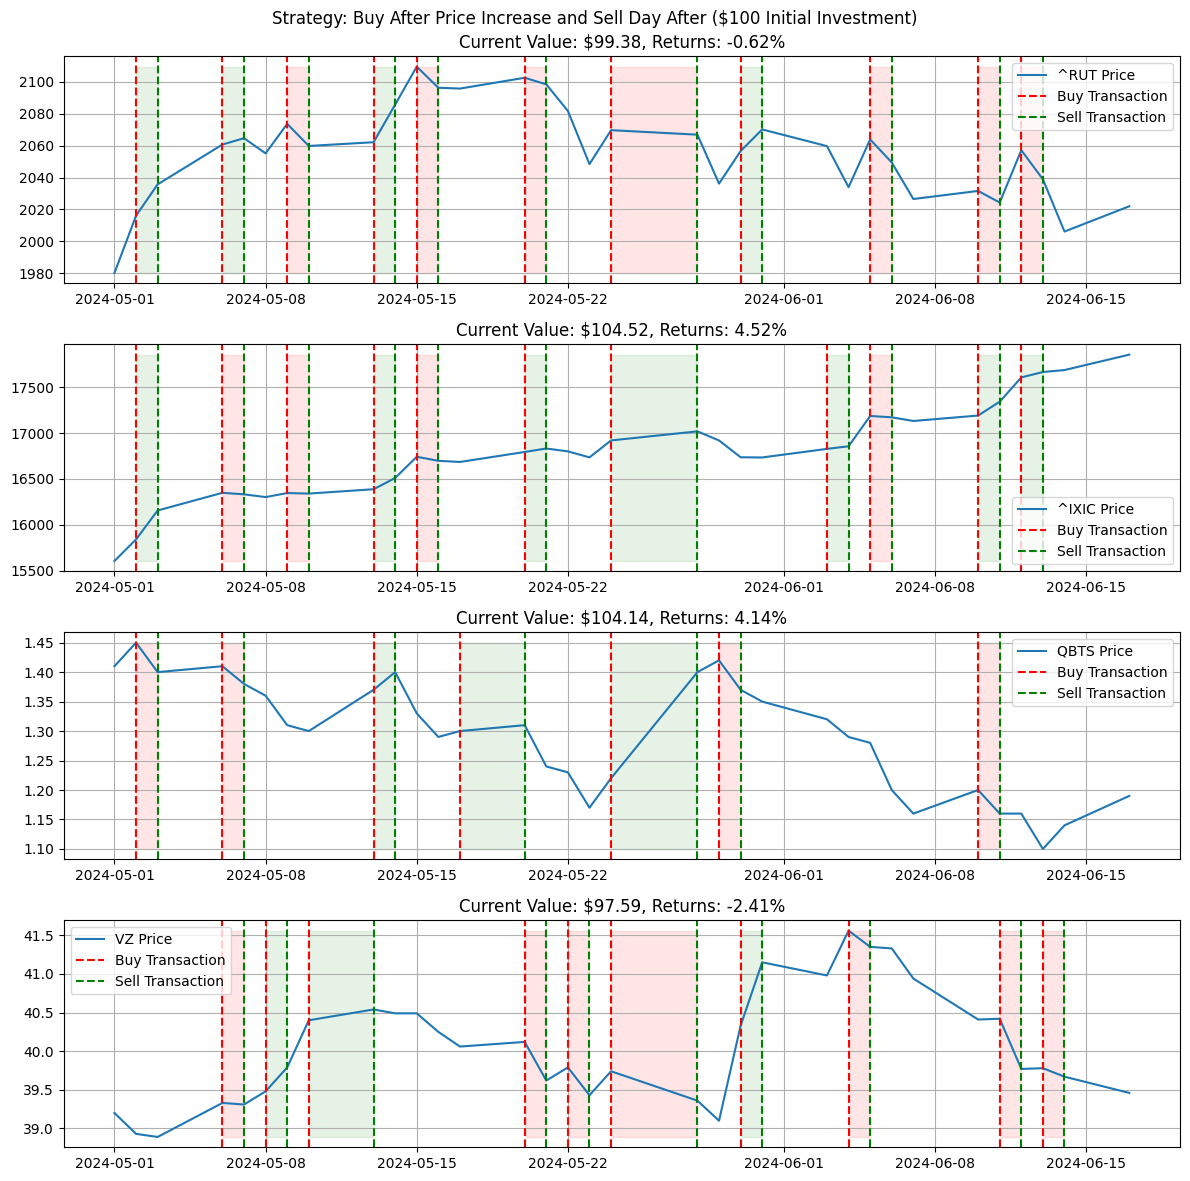 Strategy: Buy After Price Increase and Sell Day After ($100 Initial Investment)
Current Value: $99.38, Returns: -0.62%
2100
2080
2060
2040
2020
2000
1980
^RUT Price
Buy Transaction
Sell Transaction
2024-05-01 2024-05-08 2024-05-15 2024-05-22 2024-06-01 2024-06-08 2024-06-15
Current Value: $104.52, Returns: 4.52%
17500
17000
16500
16000
15500
^IXIC Price
Buy Transaction
Sell Transaction
2024-05-01 2024-05-08 2024-05-15 2024-05-22 2024-06-01 2024-06-08 2024-06-15
Current Value: $104.14, Returns: 4.14%
1.45
1.40
1.35
1.30
1.25
1.20
1.15
1.10
QBTS Price
Buy Transaction
Sell Transaction
2024-05-01 2024-05-08 2024-05-15 2024-05-22 2024-06-01 2024-06-08 2024-06-15
Current Value: $97.59, Returns: -2.41%
41.5
41.0
40.5
40.0
39.5
39.0
VZ Price
Buy Transaction
Sell Transaction
2024-05-01 2024-05-08 2024-05-15 2024-05-22 2024-06-01 2024-06-08 2024-06-15